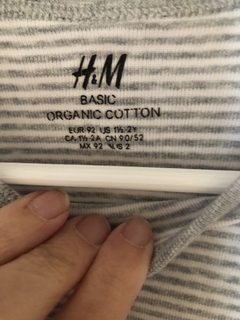 H&M
BASIC
ORGANIC COTTON
EUR 92 US 1½-2Y
CA 1½-2A CN 90/52
MX 92